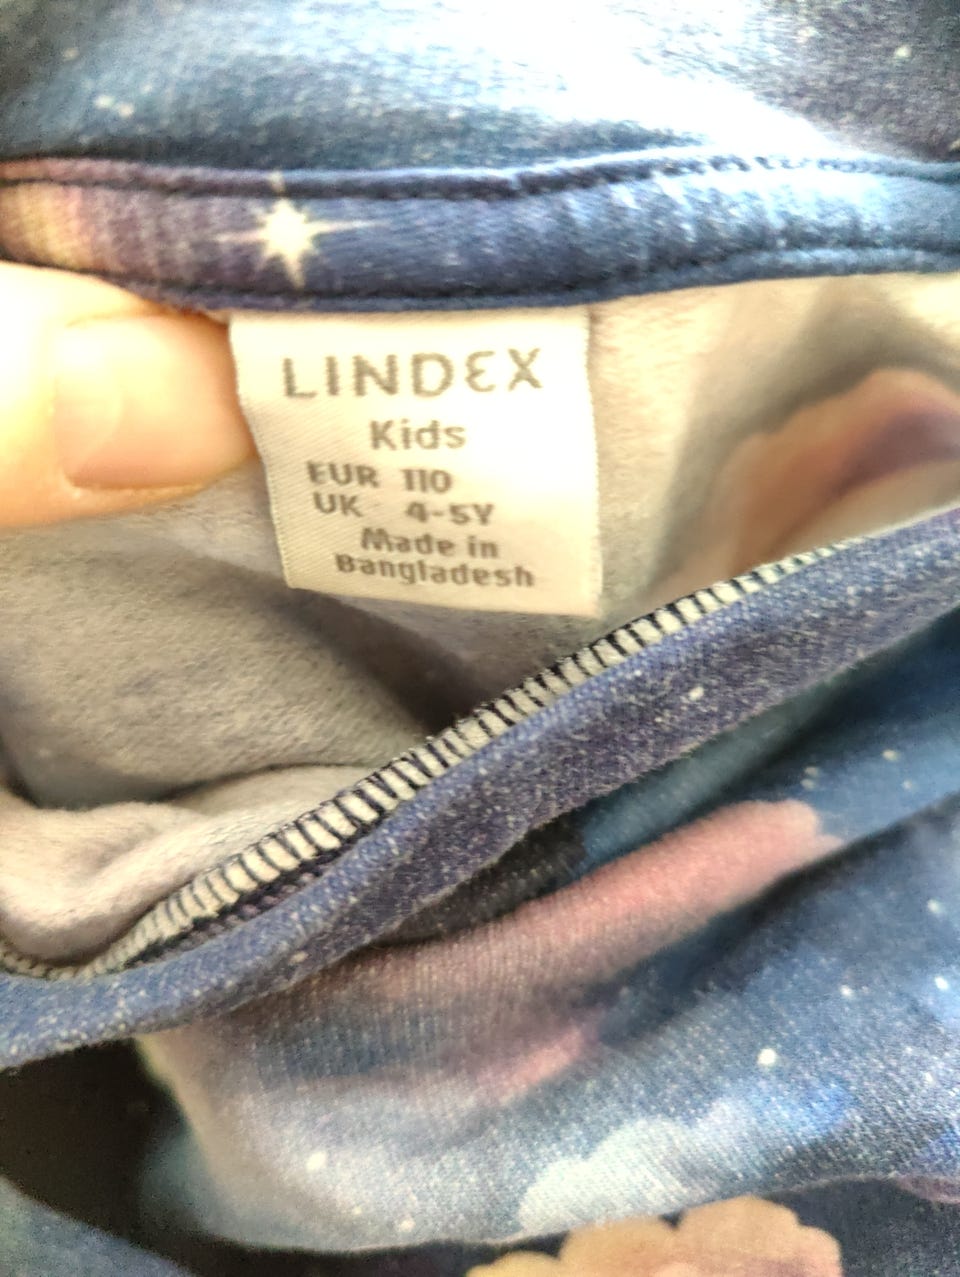 LINDEX
Kids
EUR 110
UK 4-5Y
Made in
Bangladesh